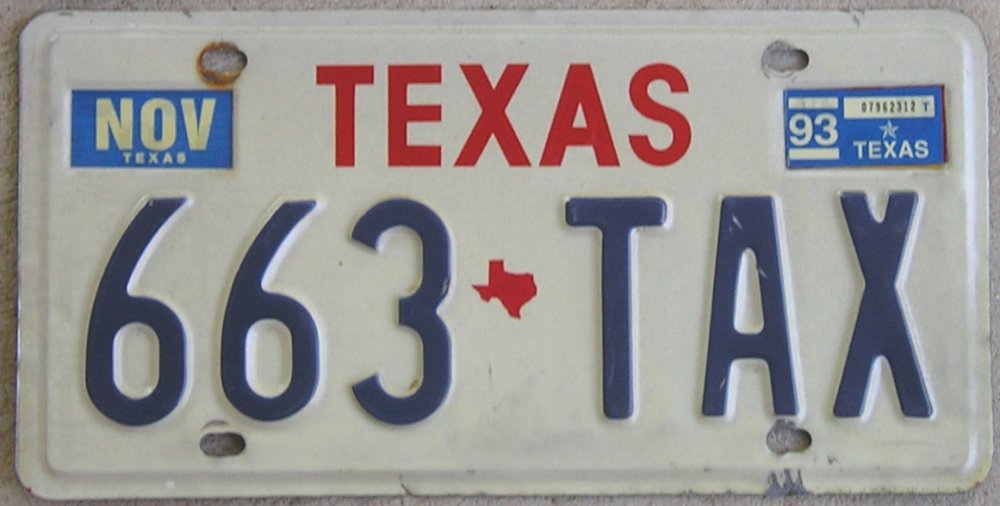 TEXAS
NOV
TEXAS
07962312 T
93
TEXAS
663 TAX